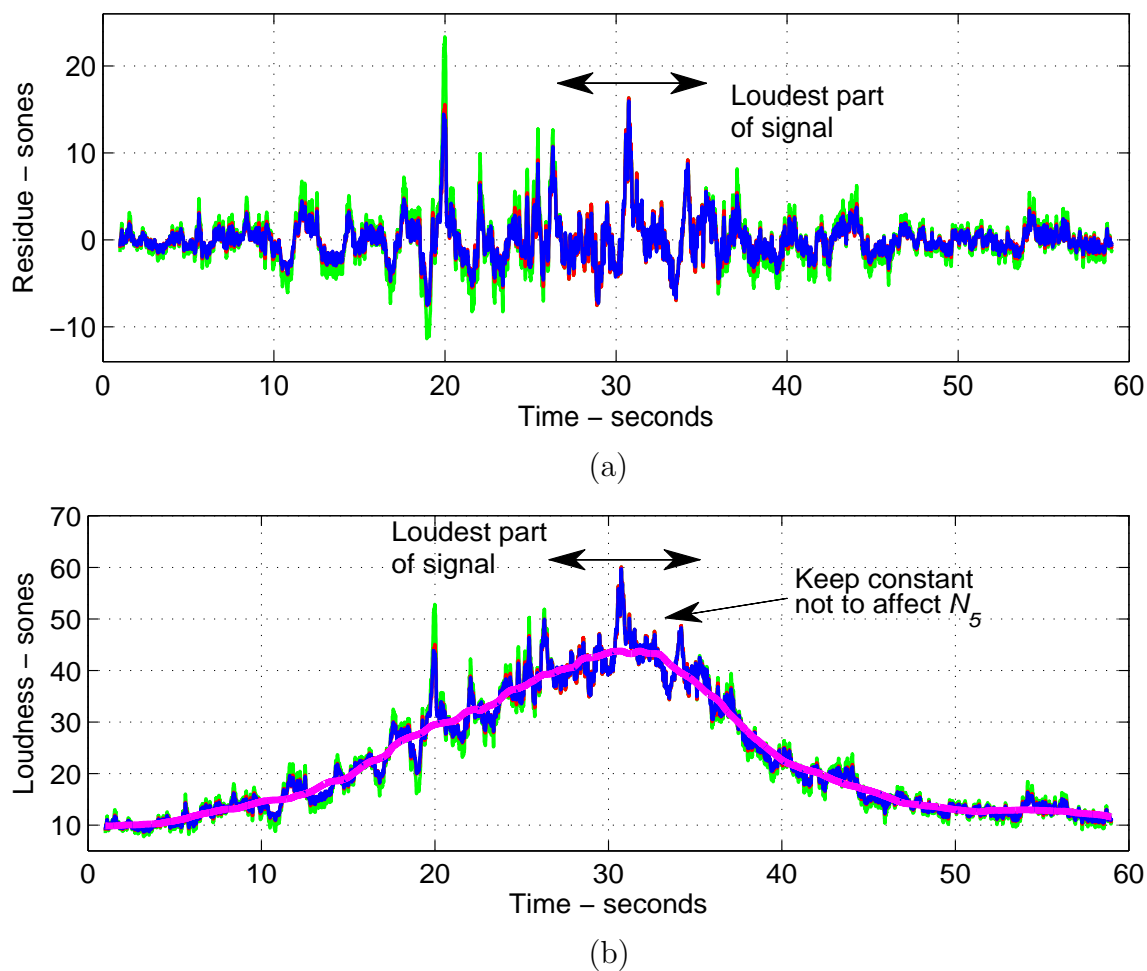 20
10
0
−10
Residue − sones
Loudest part
of signal
0 10 20 30 40 50 60
Time − seconds
(a)
70
60
50
40
30
20
10
Loudness − sones
Loudest part
of signal
Keep constant
not to affect N5
0 10 20 30 40 50 60
Time − seconds
(b)